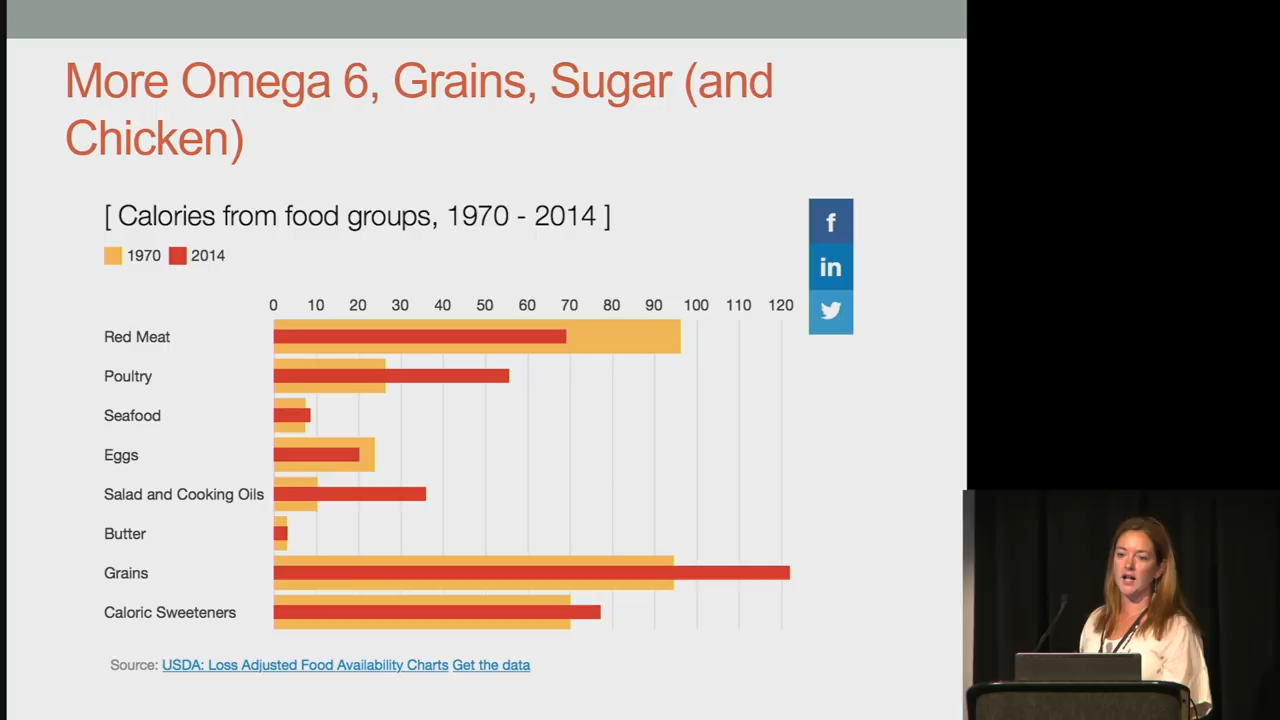 More Omega 6, Grains, Sugar (and
Chicken)
[ Calories from food groups, 1970 - 2014 ]
1970 2014
f
in
0 10 20 30 40 50 60 70 80 90 100 110 120
Red Meat
Poultry
Seafood
Eggs
Salad and Cooking Oils
Butter
Grains
Caloric Sweeteners
Source: USDA: Loss Adjusted Food Availability Charts Get the data